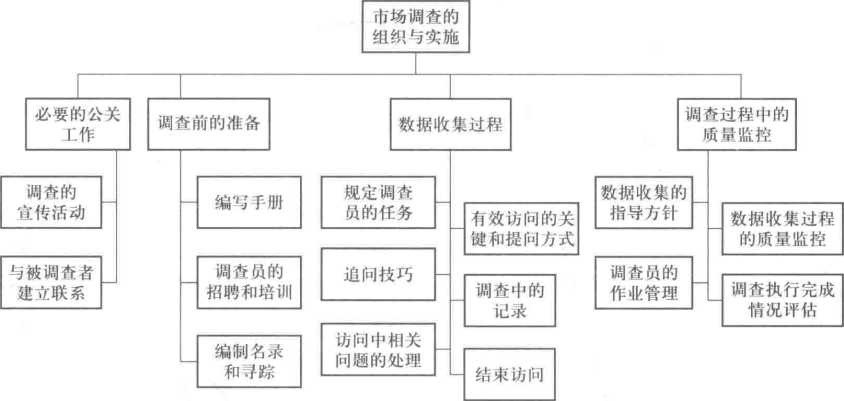 市场调查的
组织与实施
必要的公关
工作
调查前的准备
数据收集过程
调查过程中的
质量监控
调查的
宣传活动
与被调查者
建立联系
编写手册
调查员的
招聘和培训
编制名录
和寻踪
规定调查
员的任务
有效访问的关
键和提问方式
追问技巧
调查中的
记录
访问中相关
问题的处理
结束访问
数据收集的
指导方针
数据收集过程
的质量监控
调查员的
作业管理
调查执行完成
情况评估